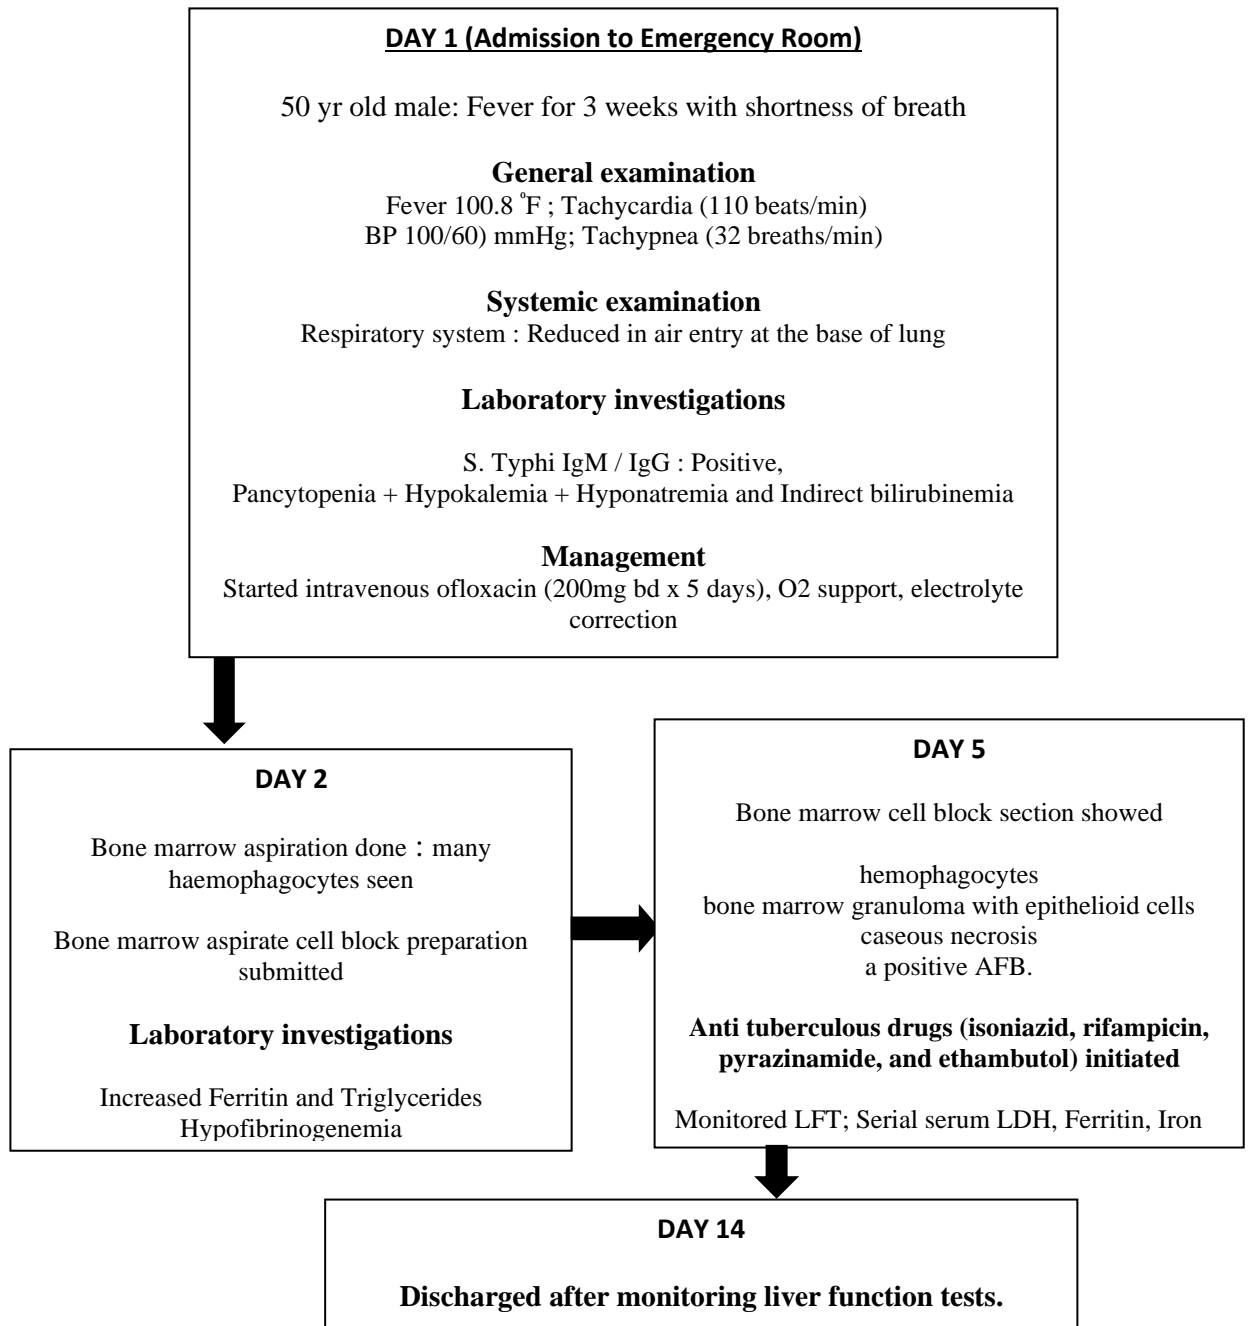 DAY 1 (Admission to Emergency Room)
50 yr old male: Fever for 3 weeks with shortness of breath
General examination
Fever 100.8 °F ; Tachycardia (110 beats/min)
BP 100/60) mmHg; Tachypnea (32 breaths/min)
Systemic examination
Respiratory system : Reduced in air entry at the base of lung
Laboratory investigations
S. Typhi IgM / IgG : Positive,
Pancytopenia + Hypokalemia + Hyponatremia and Indirect bilirubinemia
Management
Started intravenous ofloxacin (200mg bd x 5 days), O2 support, electrolyte
correction
DAY 2
Bone marrow aspiration done : many
haemophagocytes seen
Bone marrow aspirate cell block preparation
submitted
Laboratory investigations
Increased Ferritin and Triglycerides
Hypofibrinogenemia
DAY 5
Bone marrow cell block section showed
hemophagocytes
bone marrow granuloma with epithelioid cells
caseous necrosis
a positive AFB.
Anti tuberculous drugs (isoniazid, rifampicin,
pyrazinamide, and ethambutol) initiated
Monitored LFT; Serial serum LDH, Ferritin, Iron
DAY 14
Discharged after monitoring liver function tests.